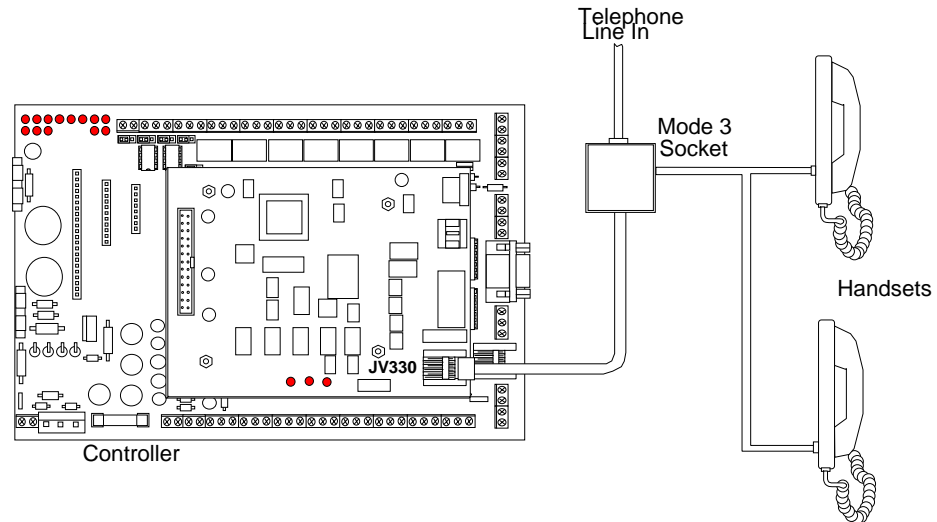 Telephone
Line In
Mode 3
Socket
Handsets
JV330
Controller